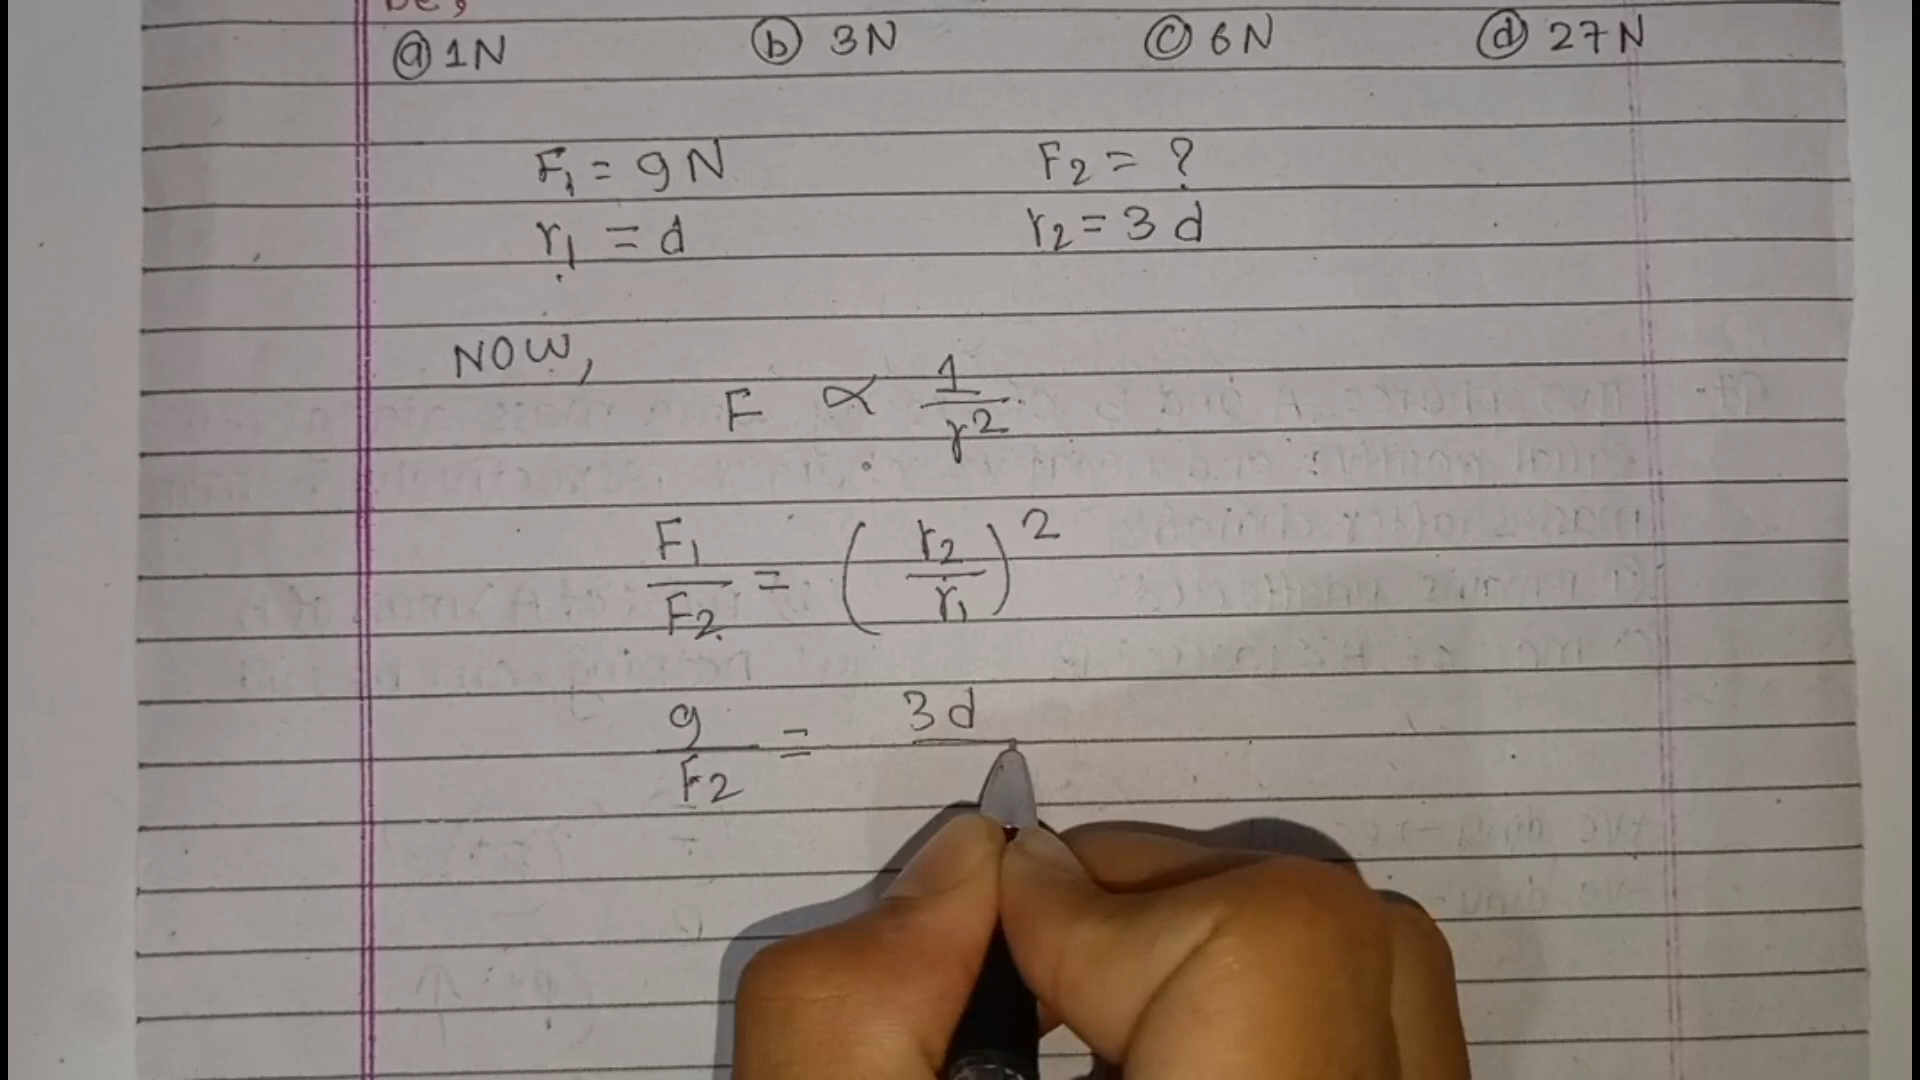 be,
ⓐ 1N ⓑ 3N ⓒ 6N ⓓ 27N
F₁ = 9N F₂ = ?
r₁ = d r₂ = 3d
NOW,
F ∝ 1/r²
F₁/F₂ = (r₂/r₁)²
9/F₂ = 3d